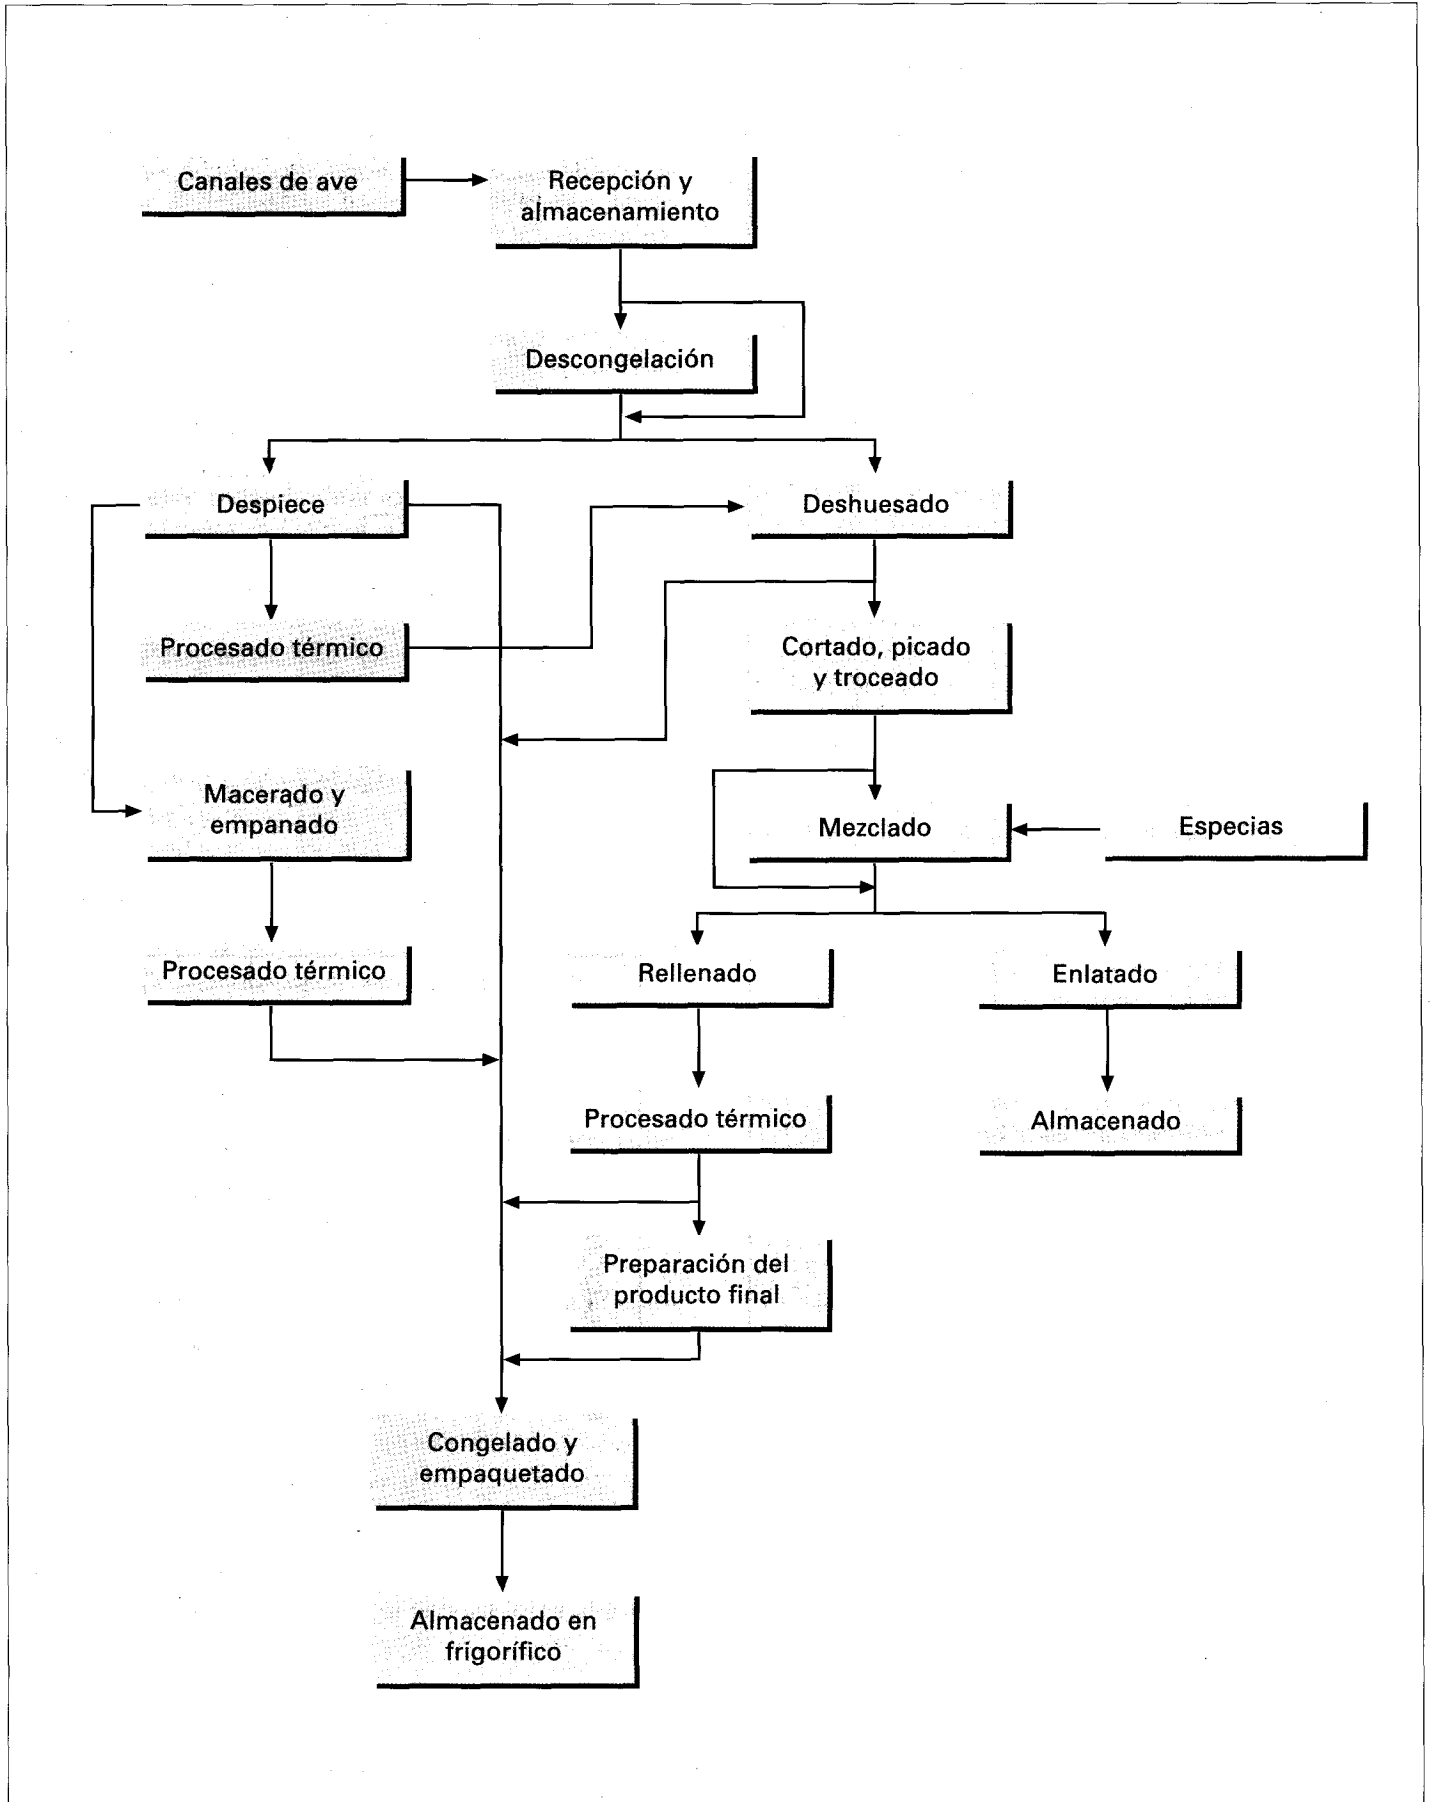 Canales de ave
Recepción y
almacenamiento
Descongelación
Despiece
Deshuesado
Procesado térmico
Cortado, picado
y troceado
Macerado y
empanado
Mezclado
Especias
Procesado térmico
Rellenado
Enlatado
Procesado térmico
Almacenado
Preparación del
producto final
Congelado y
empaquetado
Almacenado en
frigorífico